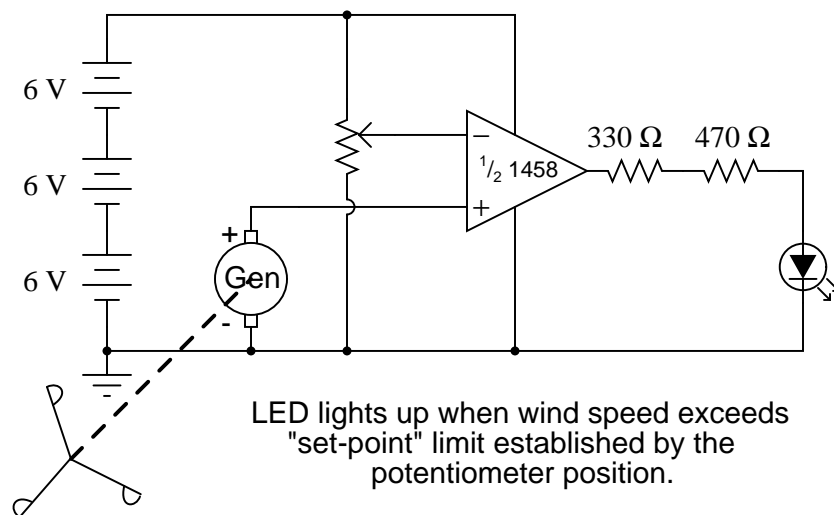 6 V
6 V
6 V
330 Ω 470 Ω
−
1/2 1458
+
+
Gen
-
LED lights up when wind speed exceeds
"set-point" limit established by the
potentiometer position.